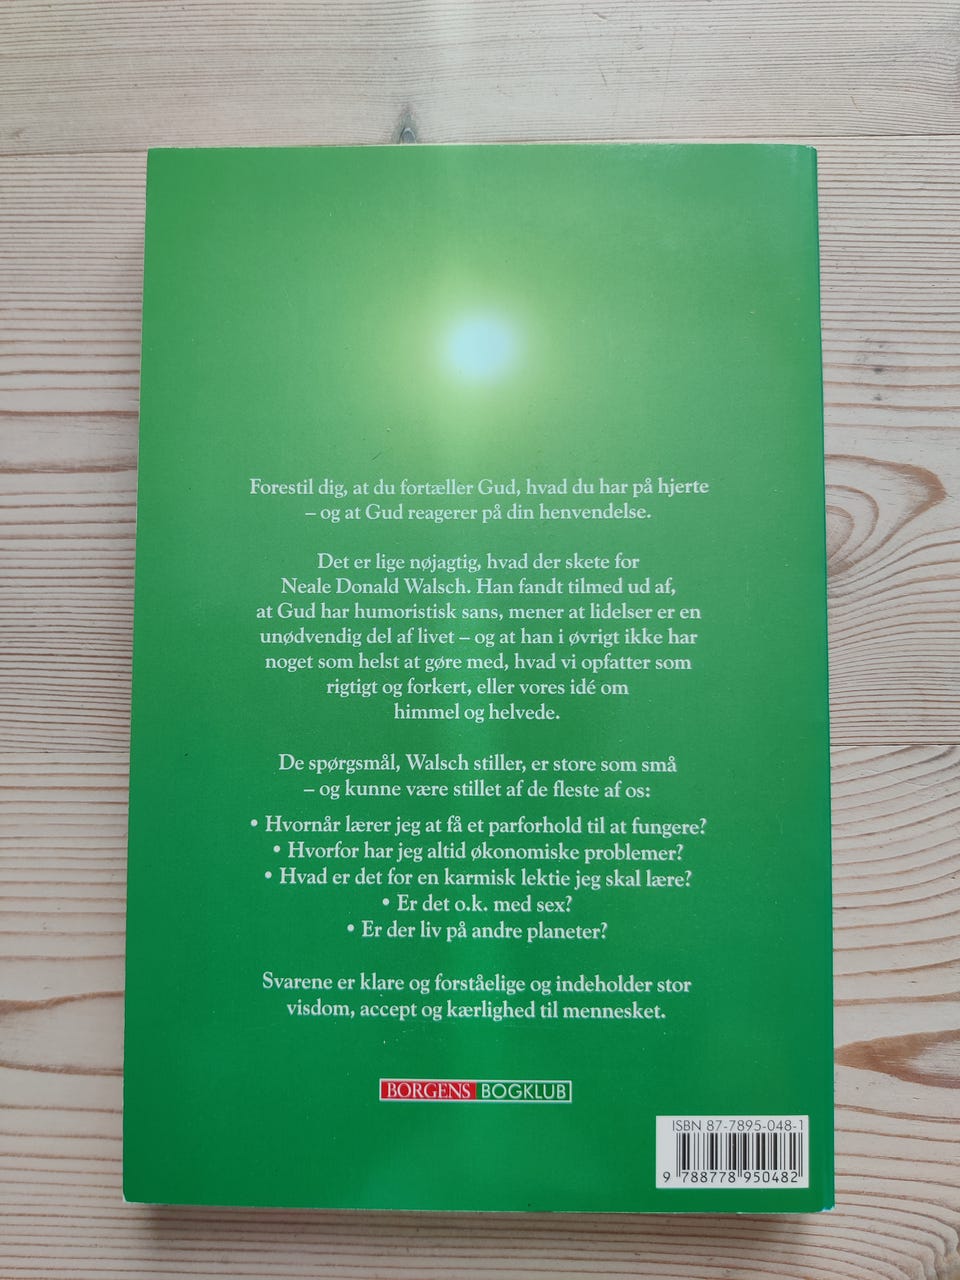 Forestil dig, at du fortæller Gud, hvad du har på hjerte
– og at Gud reagerer på din henvendelse.
Det er lige nøjagtig, hvad der skete for
Neale Donald Walsch. Han fandt tilmed ud af,
at Gud har humoristisk sans, mener at lidelser er en
unødvendig del af livet – og at han i øvrigt ikke har
noget som helst at gøre med, hvad vi opfatter som
rigtigt og forkert, eller vores idé om
himmel og helvede.
De spørgsmål, Walsch stiller, er store som små
– og kunne være stillet af de fleste af os:
• Hvornår lærer jeg at få et parforhold til at fungere?
• Hvorfor har jeg altid økonomiske problemer?
• Hvad er det for en karmisk lektie jeg skal lære?
• Er det o.k. med sex?
• Er der liv på andre planeter?
Svarene er klare og forståelige og indeholder stor
visdom, accept og kærlighed til mennesket.
BORGENS BOGKLUB
ISBN 87-7895-048-1
9 788778 950482